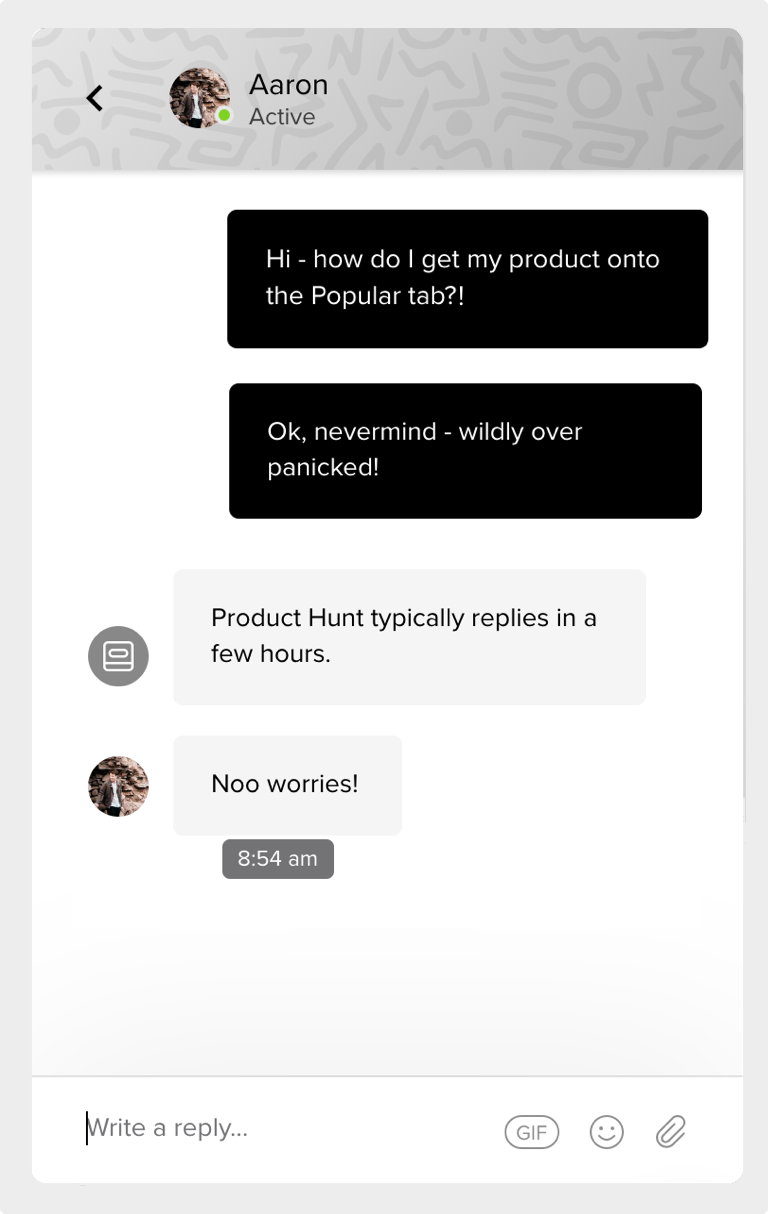 Aaron
Active
Hi - how do I get my product onto
the Popular tab?!
Ok, nevermind - wildly over
panicked!
Product Hunt typically replies in a
few hours.
Noo worries!
8:54 am
Write a reply...
GIF